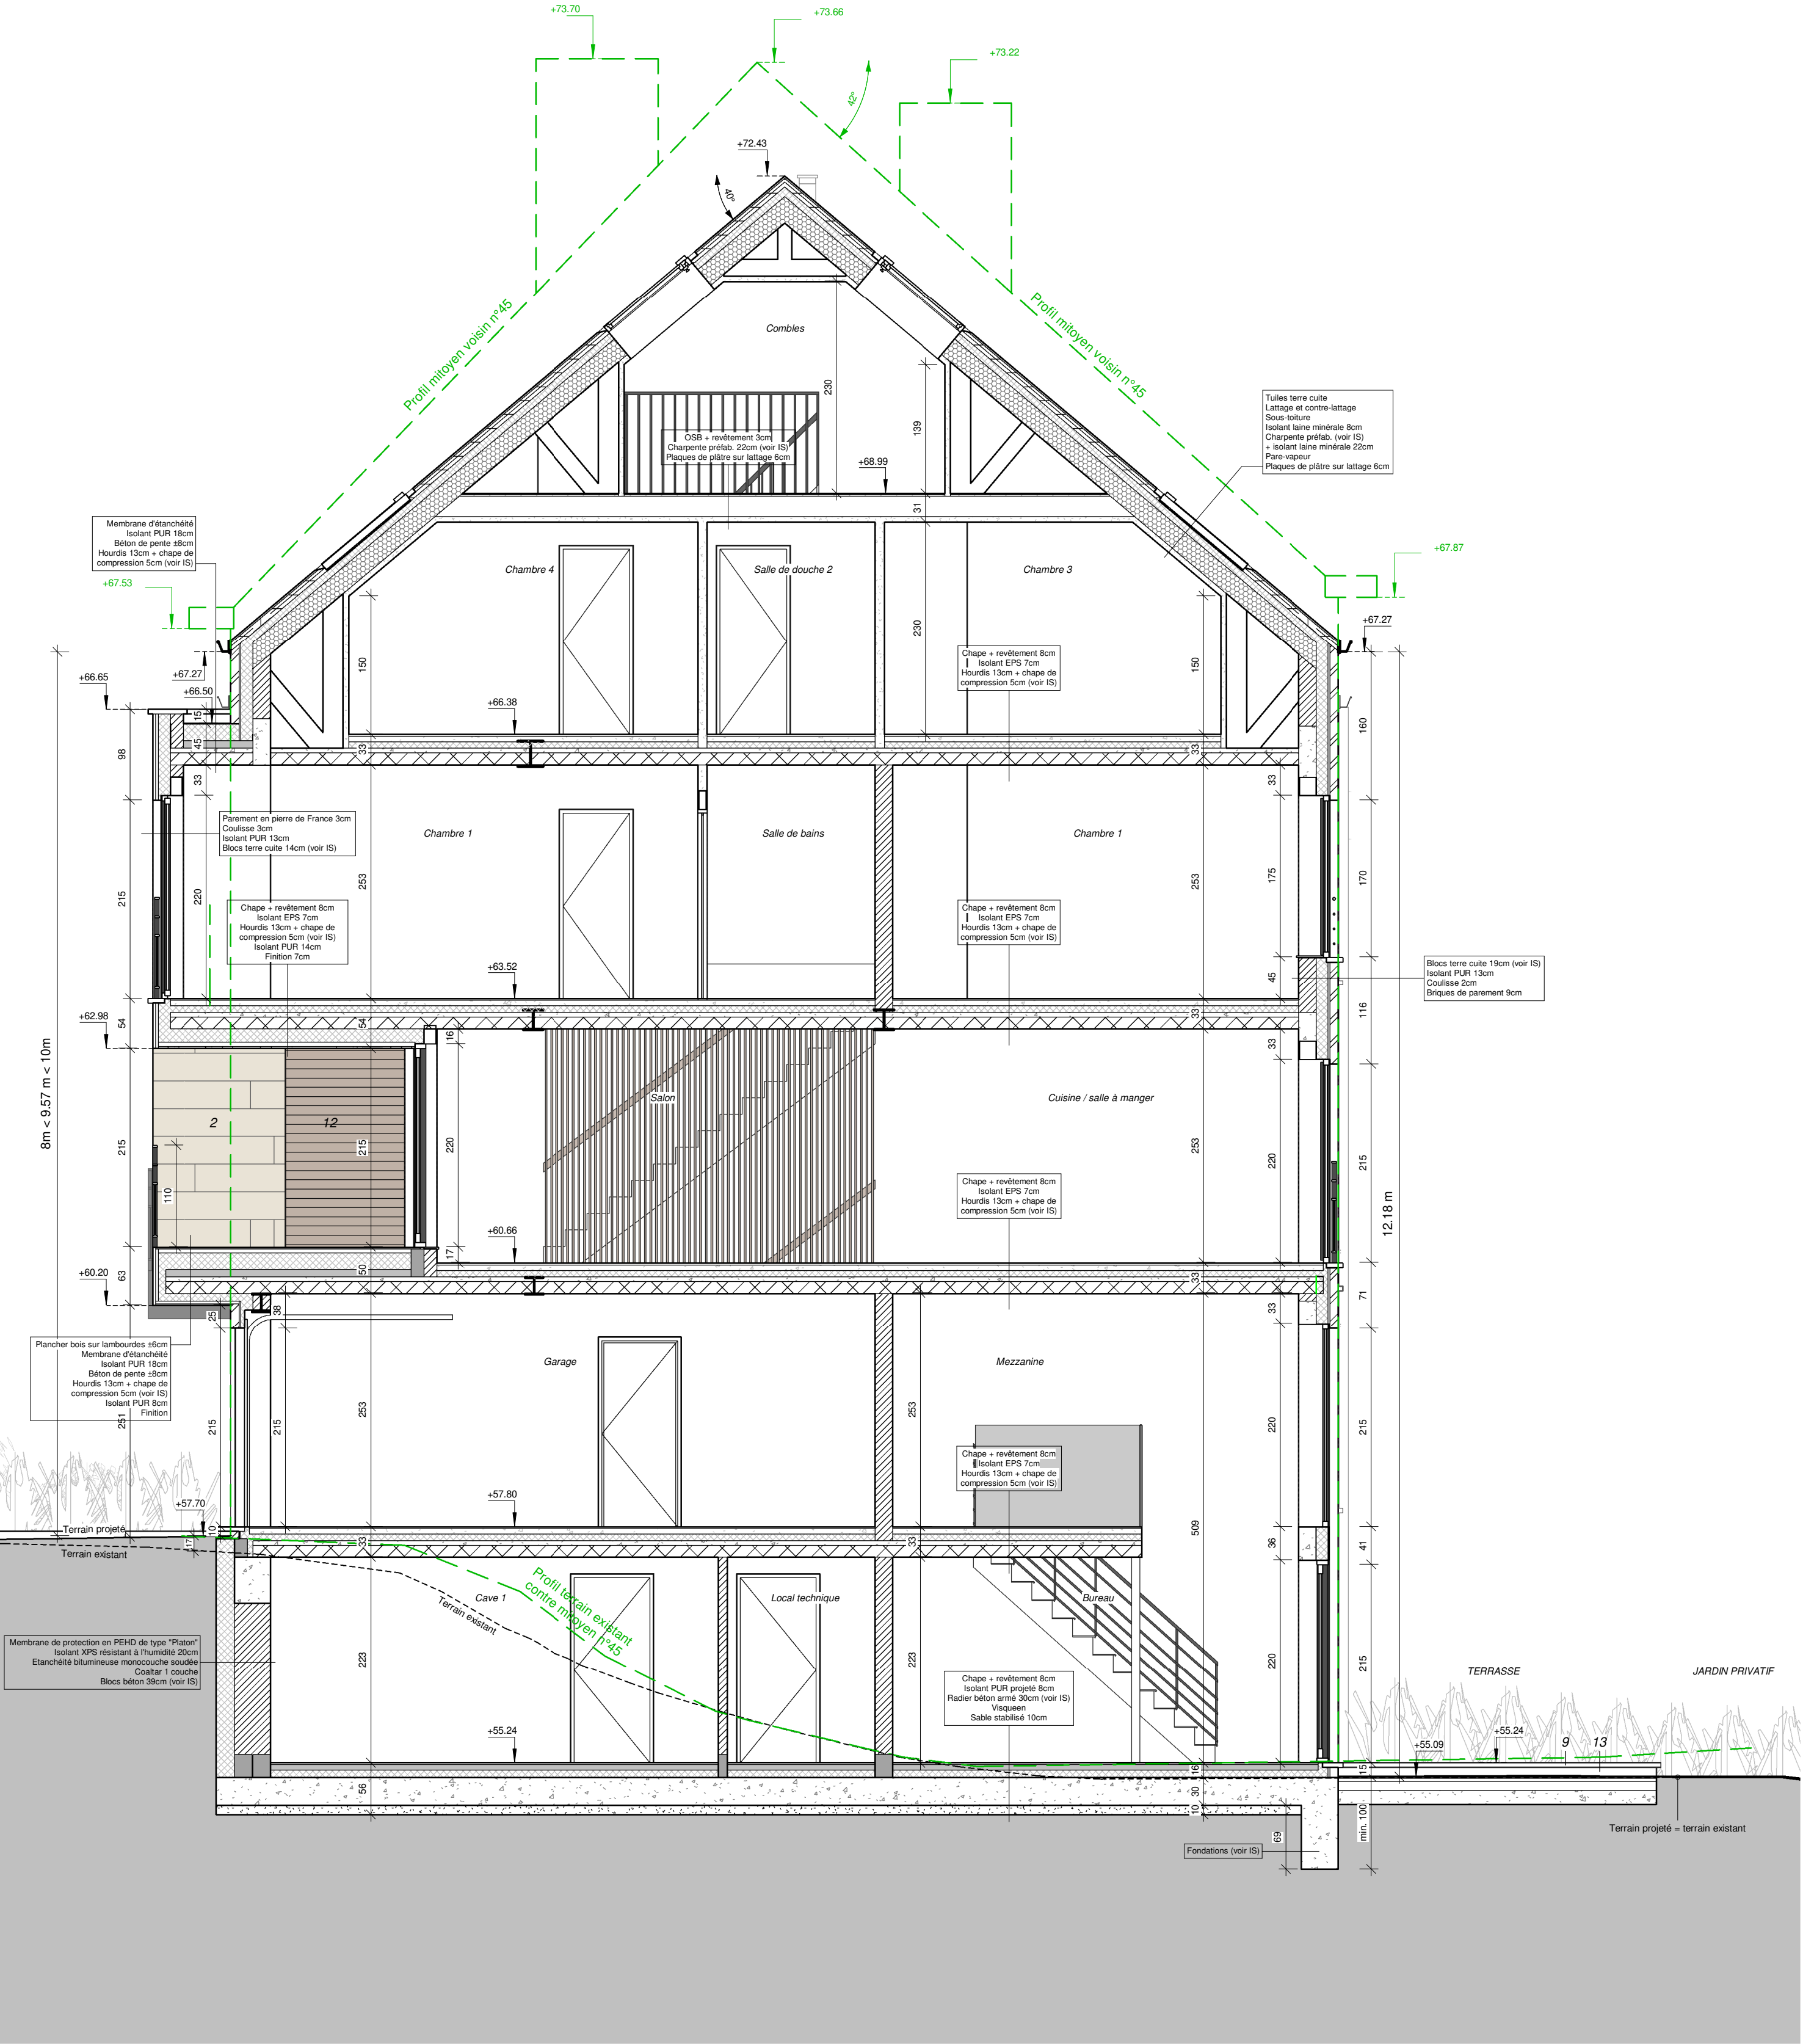 +73.70
+73.66
+73.22
42°
+72.43
40°
Profil mitoyen voisin n°45
Profil mitoyen voisin n°45
Combles
230
139
OSB + revêtement 3cm
Charpente préfab. 22cm (voir IS)
Plaques de plâtre sur lattage 6cm
+68.99
31
Tuiles terre cuite
Lattage et contre-lattage
Sous-toiture
Isolant laine minérale 8cm
Charpente préfab. (voir IS)
+ isolant laine minérale 22cm
Pare-vapeur
Plaques de plâtre sur lattage 6cm
Membrane d'étanchéité
Isolant PUR 18cm
Béton de pente ±8cm
Hourdis 13cm + chape de
compression 5cm (voir IS)
+67.53
+67.87
Chambre 4
Salle de douche 2
Chambre 3
150
230
150
Chape + revêtement 8cm
Isolant EPS 7cm
Hourdis 13cm + chape de
compression 5cm (voir IS)
+67.27
+67.27
+66.65
+66.50
+66.38
15
45
33
98
33
33
33
160
Parement en pierre de France 3cm
Coulisse 3cm
Isolant PUR 13cm
Blocs terre cuite 14cm (voir IS)
Chambre 1
Salle de bains
Chambre 1
215
220
253
253
175
170
Chape + revêtement 8cm
Isolant EPS 7cm
Hourdis 13cm + chape de
compression 5cm (voir IS)
Isolant PUR 14cm
Finition 7cm
Chape + revêtement 8cm
Isolant EPS 7cm
Hourdis 13cm + chape de
compression 5cm (voir IS)
+63.52
45
Blocs terre cuite 19cm (voir IS)
Isolant PUR 13cm
Coulisse 2cm
Briques de parement 9cm
+62.98
54
54
16
33
33
116
8m < 9.57 m < 10m
2
12
Salon
Cuisine / salle à manger
215
110
215
220
253
220
215
12.18 m
Chape + revêtement 8cm
Isolant EPS 7cm
Hourdis 13cm + chape de
compression 5cm (voir IS)
+60.66
17
+60.20
63
50
33
33
71
25
38
Plancher bois sur lambourdes ±6cm
Membrane d'étanchéité
Isolant PUR 18cm
Béton de pente ±8cm
Hourdis 13cm + chape de
compression 5cm (voir IS)
Isolant PUR 8cm
Finition
Garage
Mezzanine
251
215
215
253
253
220
215
Chape + revêtement 8cm
Isolant EPS 7cm
Hourdis 13cm + chape de
compression 5cm (voir IS)
+57.70
+57.80
509
Terrain projeté
Terrain existant
10
17
33
33
36
41
Profil terrain existant
contre mitoyen n°45
Terrain existant
Cave 1
Local technique
Bureau
Membrane de protection en PEHD de type "Platon"
Isolant XPS résistant à l'humidité 20cm
Etanchéité bitumineuse monocouche soudée
Coaltar 1 couche
Blocs béton 39cm (voir IS)
223
223
220
215
Chape + revêtement 8cm
Isolant PUR projeté 8cm
Radier béton armé 30cm (voir IS)
Visqueen
Sable stabilisé 10cm
TERRASSE
JARDIN PRIVATIF
+55.24
+55.24
+55.09
9
13
56
16
30
10
15
69
min. 100
Terrain projeté = terrain existant
Fondations (voir IS)